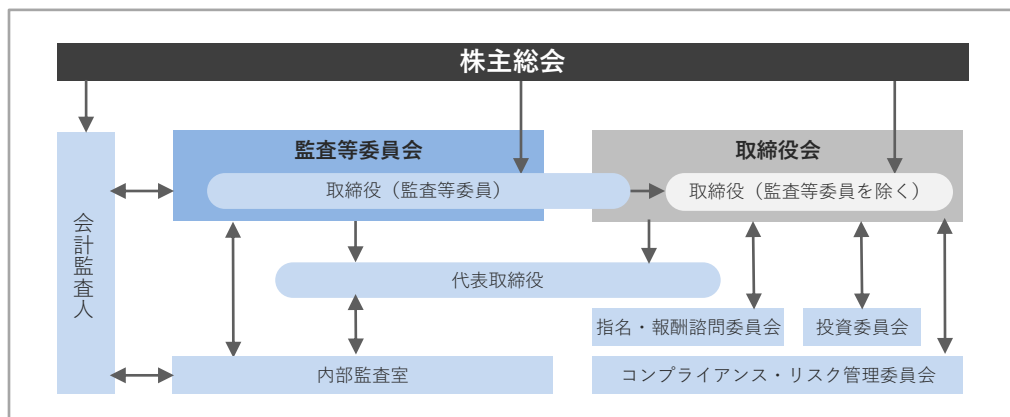 株主総会
監査等委員会
取締役会
取締役（監査等委員）
取締役（監査等委員を除く）
会計監査人
代表取締役
指名・報酬諮問委員会
投資委員会
内部監査室
コンプライアンス・リスク管理委員会